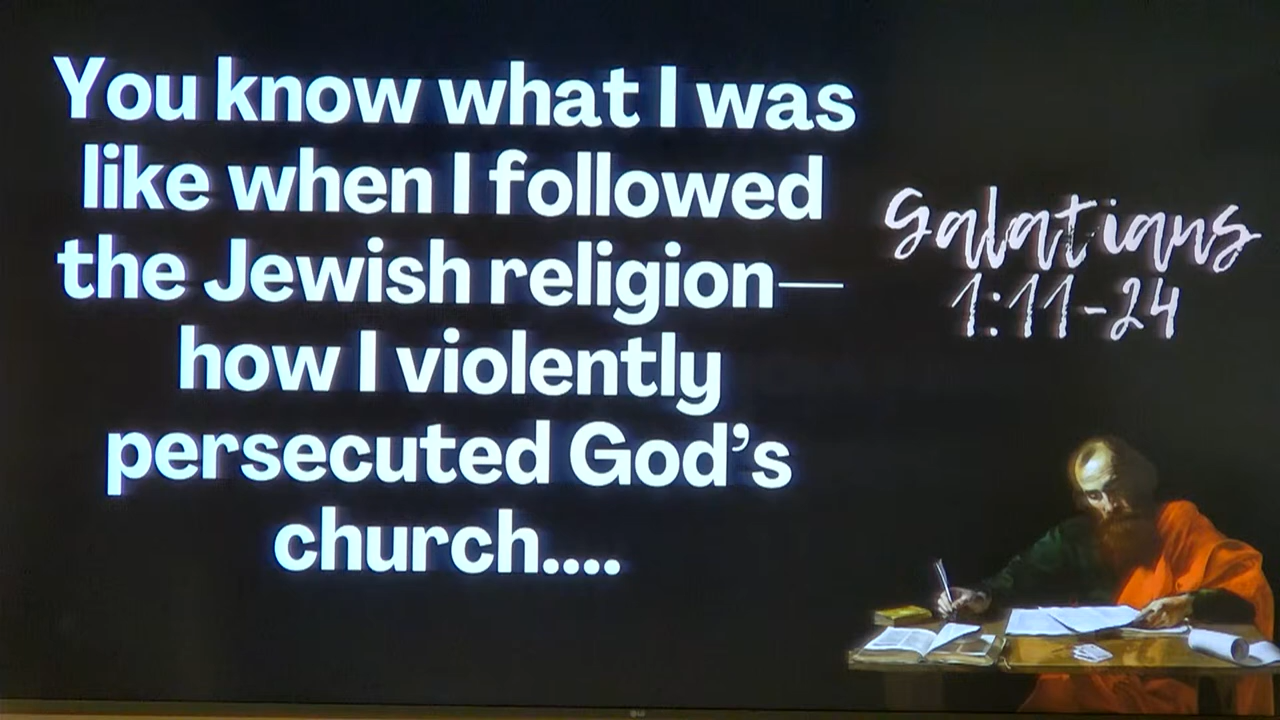 You know what I was
like when I followed
the Jewish religion—
how I violently
persecuted God’s
church....
Galatians
1:11-24
LG